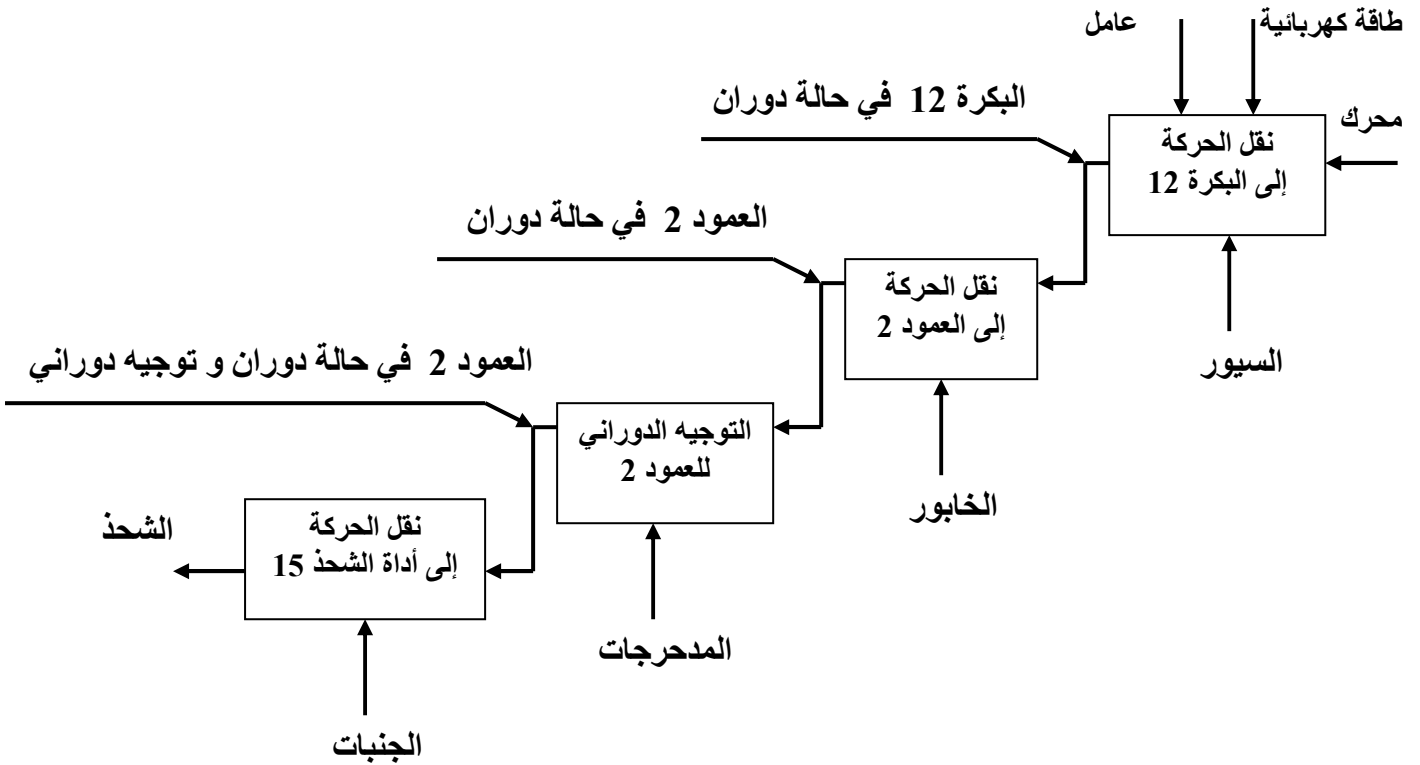 طاقة كهربائية
عامل
محرك
نقل الحركة
إلى البكرة 12
السيور
البكرة 12 في حالة دوران
نقل الحركة
إلى العمود 2
الخابور
العمود 2 في حالة دوران
التوجيه الدوراني
للعمود 2
المدحرجات
العمود 2 في حالة دوران و توجيه دوراني
نقل الحركة
إلى أداة الشحذ 15
الجنبات
الشحذ